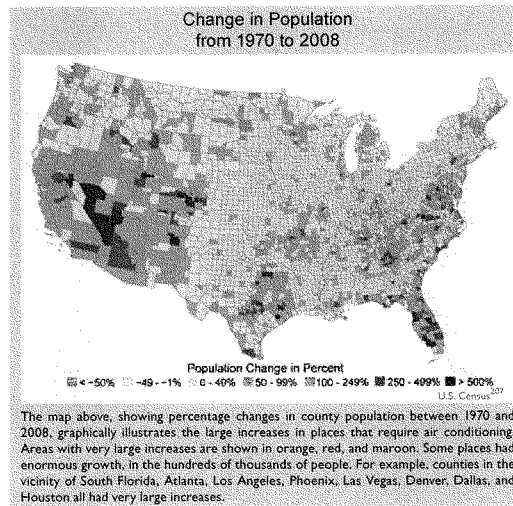 Change in Population
from 1970 to 2008
Population Change in Percent
< -50% -49 - -1% 0 - 49% 50 - 99% 100 - 249% 250 - 499% > 500%
U.S. Census 207
The map above, showing percentage changes in county population between 1970 and
2008, graphically illustrates the large increases in places that require air conditioning.
Areas with very large increases are shown in orange, red, and maroon. Some places had
enormous growth, in the hundreds of thousands of people. For example, counties in the
vicinity of South Florida, Atlanta, Los Angeles, Phoenix, Las Vegas, Denver, Dallas, and
Houston all had very large increases.